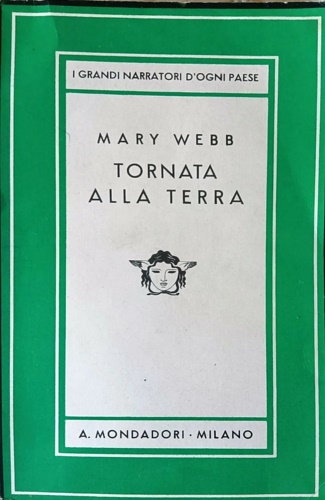 I GRANDI NARRATORI D'OGNI PAESE
MARY WEBB
TORNATA
ALLA TERRA
A. MONDADORI · MILANO